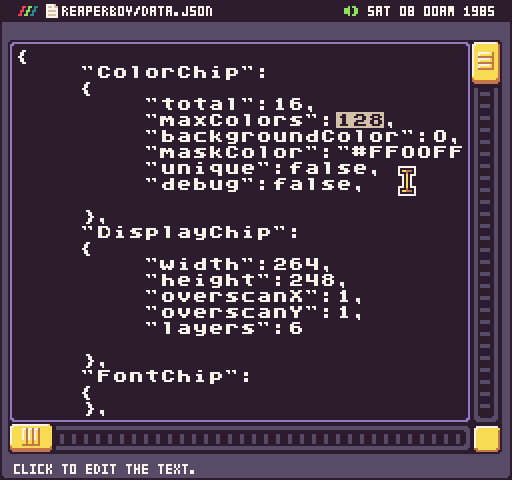 REAPERBOY/DATA.JSON SAT 08 00AM 1985
{
"ColorChip":
{
"total":16,
"maxColors":128,
"backgroundColor":0,
"maskColor":"#FF00FF
"unique":false,
"debug":false,
},
"DisplayChip":
{
"width":264,
"height":248,
"overscanX":1,
"overscanY":1,
"layers":6
},
"FontChip":
{
},
CLICK TO EDIT THE TEXT.